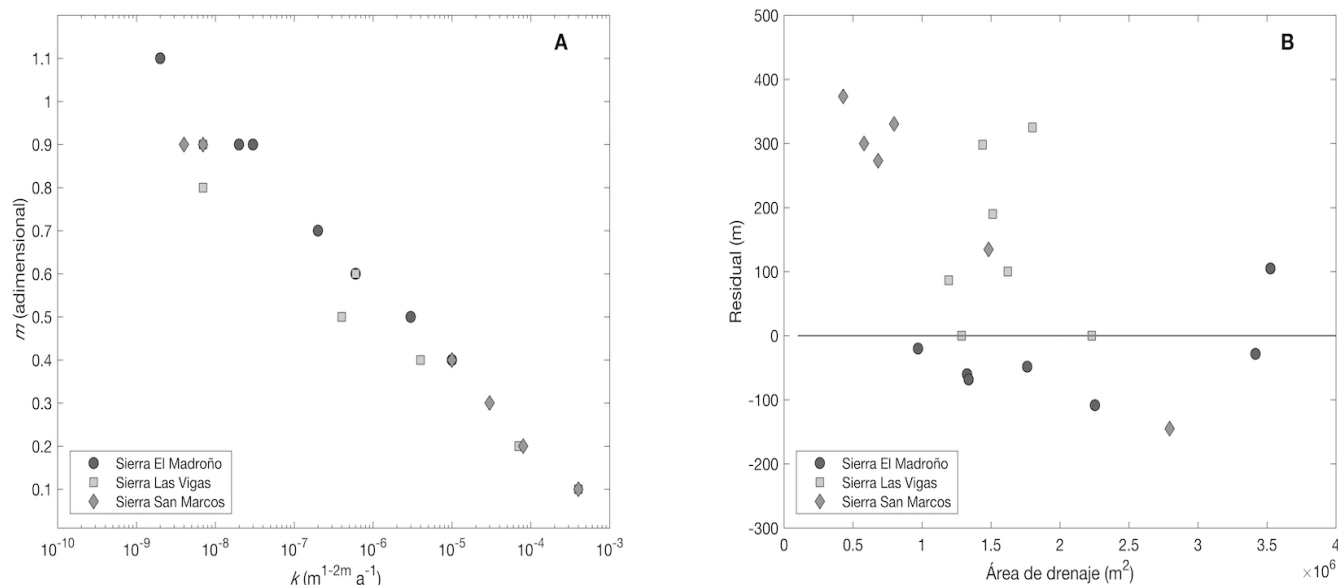 A
m (adimensional)
1.1
1
0.9
0.8
0.7
0.6
0.5
0.4
0.3
0.2
0.1
Sierra El Madroño
Sierra Las Vigas
Sierra San Marcos
10-10 10-9 10-8 10-7 10-6 10-5 10-4 10-3
k (m1-2m a-1)
B
Residual (m)
500
400
300
200
100
0
-100
-200
-300
Sierra El Madroño
Sierra Las Vigas
Sierra San Marcos
0 0.5 1 1.5 2 2.5 3 3.5 4
×106
Área de drenaje (m2)